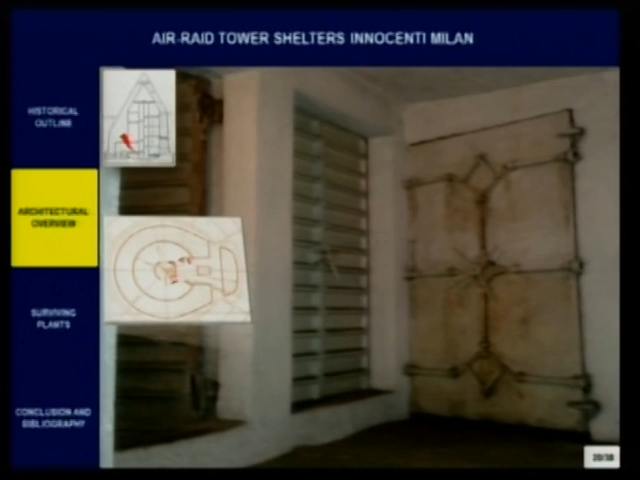 AIR-RAID TOWER SHELTERS INNOCENTI MILAN
HISTORICAL
OUTLINE
ARCHITECTURAL
OVERVIEW
SURVIVING
PLANTS
CONCLUSION AND
BIBLIOGRAPHY
20/38